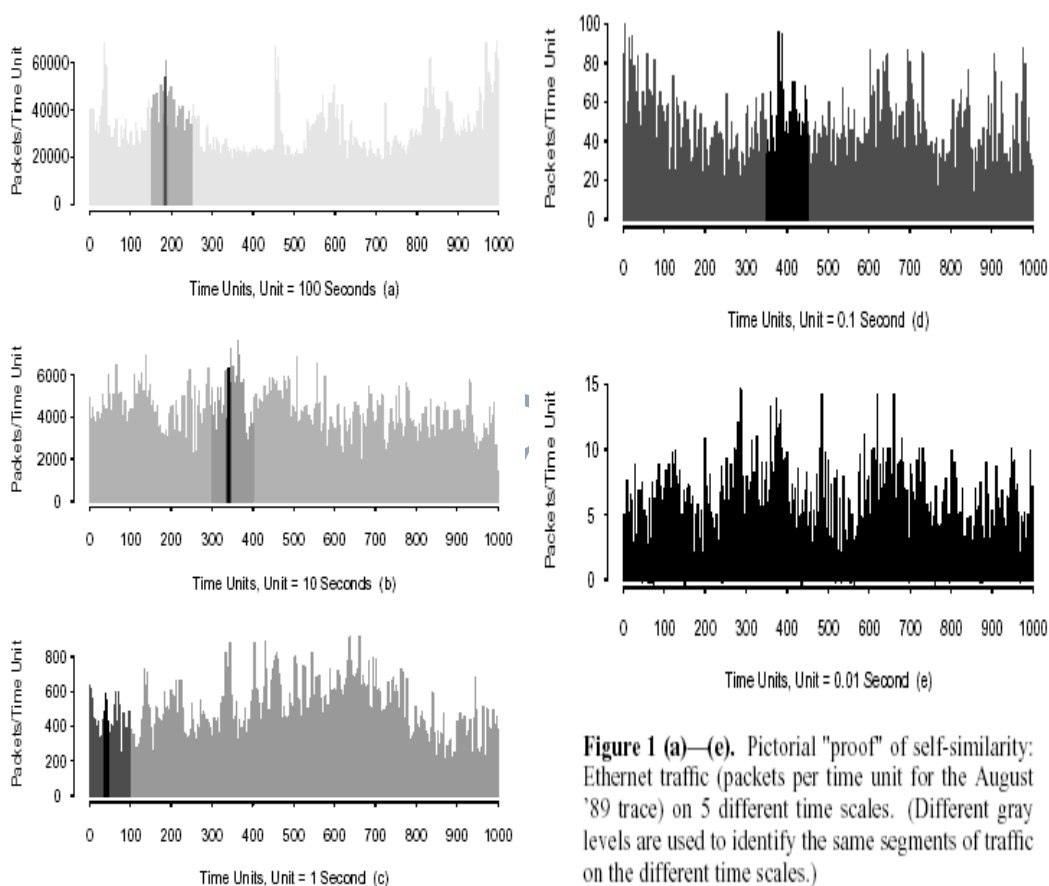 Packets/Time Unit
60000
40000
20000
0
0 100 200 300 400 500 600 700 800 900 1000
Time Units, Unit = 100 Seconds (a)
Packets/Time Unit
6000
4000
2000
0
0 100 200 300 400 500 600 700 800 900 1000
Time Units, Unit = 10 Seconds (b)
Packets/Time Unit
800
600
400
200
0
0 100 200 300 400 500 600 700 800 900 1000
Time Units, Unit = 1 Second (c)
Packets/Time Unit
100
80
60
40
20
0
0 100 200 300 400 500 600 700 800 900 1000
Time Units, Unit = 0.1 Second (d)
Packets/Time Unit
15
10
5
0
0 100 200 300 400 500 600 700 800 900 1000
Time Units, Unit = 0.01 Second (e)
Figure 1 (a)—(e). Pictorial "proof" of self-similarity:
Ethernet traffic (packets per time unit for the August
'89 trace) on 5 different time scales. (Different gray
levels are used to identify the same segments of traffic
on the different time scales.)